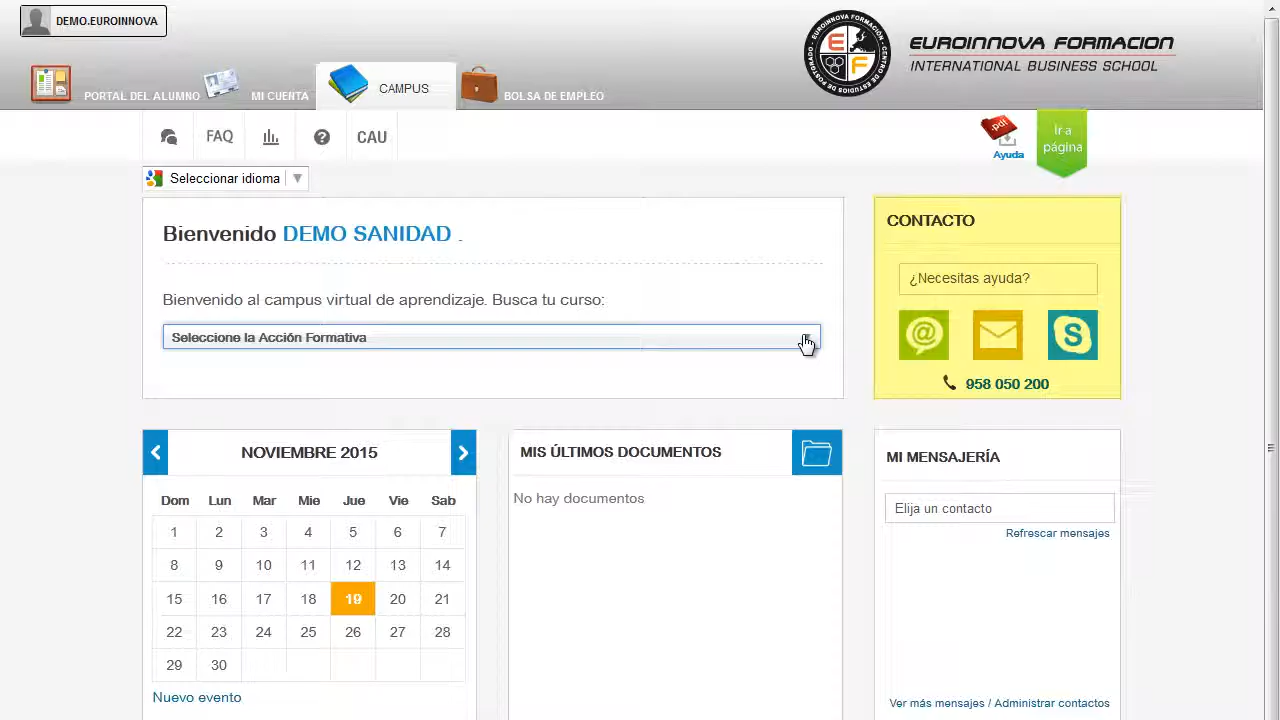 DEMO.EUROINNOVA
EUROINNOVA FORMACION
INTERNATIONAL BUSINESS SCHOOL
EF
PORTAL DEL ALUMNO
MI CUENTA
CAMPUS
BOLSA DE EMPLEO
FAQ
?
CAU
.pdf
Ayuda
Ir a
página
Seleccionar idioma
Bienvenido DEMO SANIDAD .
Bienvenido al campus virtual de aprendizaje. Busca tu curso:
Seleccione la Acción Formativa
CONTACTO
¿Necesitas ayuda?
958 050 200
NOVIEMBRE 2015
Dom Lun Mar Mie Jue Vie Sab
1 2 3 4 5 6 7
8 9 10 11 12 13 14
15 16 17 18 19 20 21
22 23 24 25 26 27 28
29 30
Nuevo evento
MIS ÚLTIMOS DOCUMENTOS
No hay documentos
MI MENSAJERÍA
Elija un contacto
Refrescar mensajes
Ver más mensajes / Administrar contactos